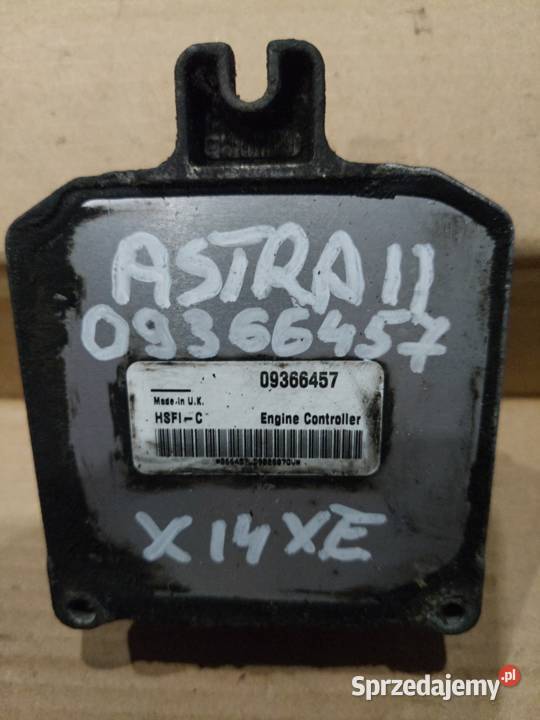 ASTRA II
09366457
09366457
Made in U.K.
HSFI-C Engine Controller
X14XE
Sprzedajemy.pl